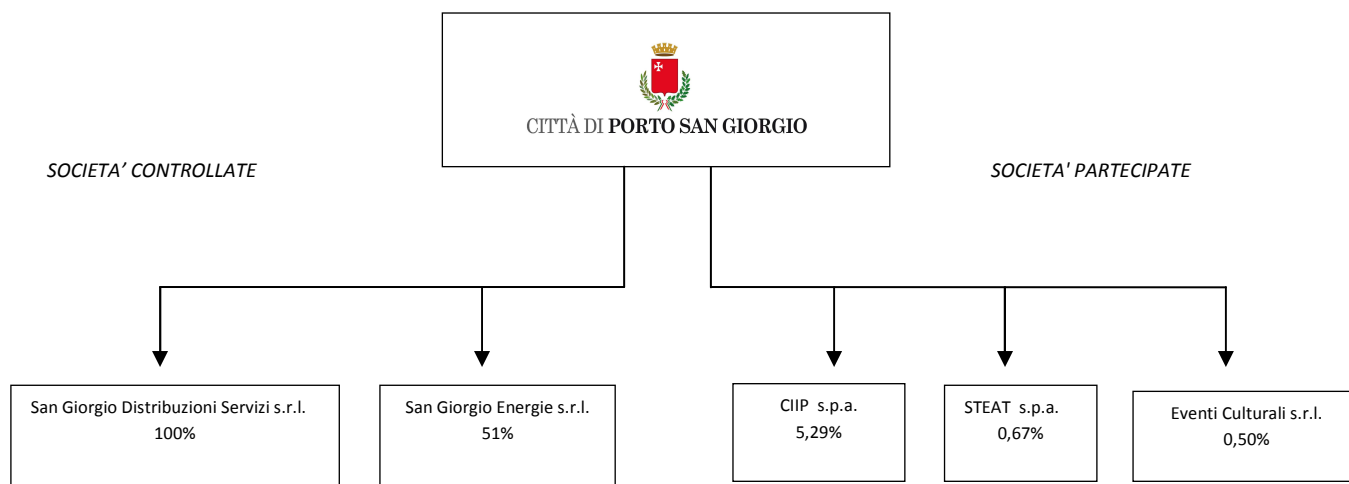 CITTÀ DI PORTO SAN GIORGIO
SOCIETA’ CONTROLLATE
SOCIETA' PARTECIPATE
San Giorgio Distribuzioni Servizi s.r.l.
100%
San Giorgio Energie s.r.l.
51%
CIIP s.p.a.
5,29%
STEAT s.p.a.
0,67%
Eventi Culturali s.r.l.
0,50%